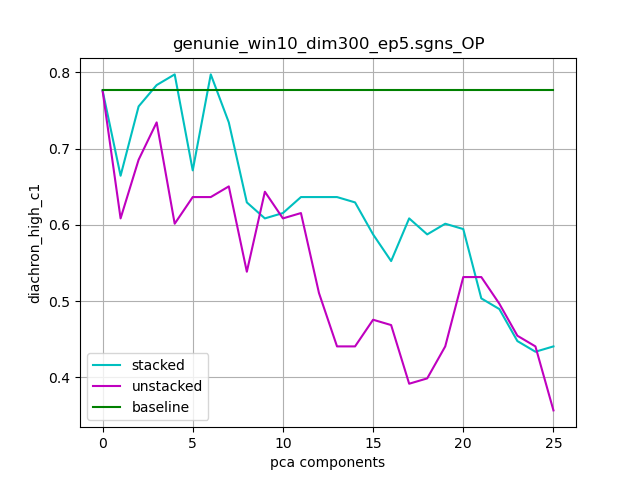 genunie_win10_dim300_ep5.sgns_OP
0.8
0.7
0.6
0.5
0.4
diachron_high_c1
stacked
unstacked
baseline
0 5 10 15 20 25
pca components